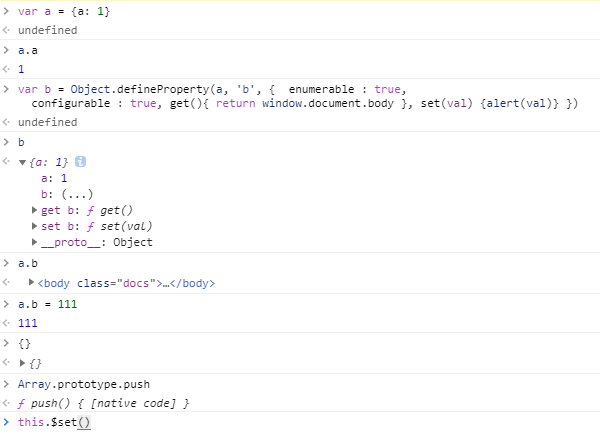 var a = {a: 1}
undefined
a.a
1
var b = Object.defineProperty(a, 'b', {  enumerable : true,
configurable : true, get(){ return window.document.body }, set(val) {alert(val)} })
undefined
b
{a: 1} i
a: 1
b: (...)
get b: ƒ get()
set b: ƒ set(val)
__proto__: Object
a.b
<body class="docs">…</body>
a.b = 111
111
{}
{}
Array.prototype.push
ƒ push() { [native code] }
this.$set()